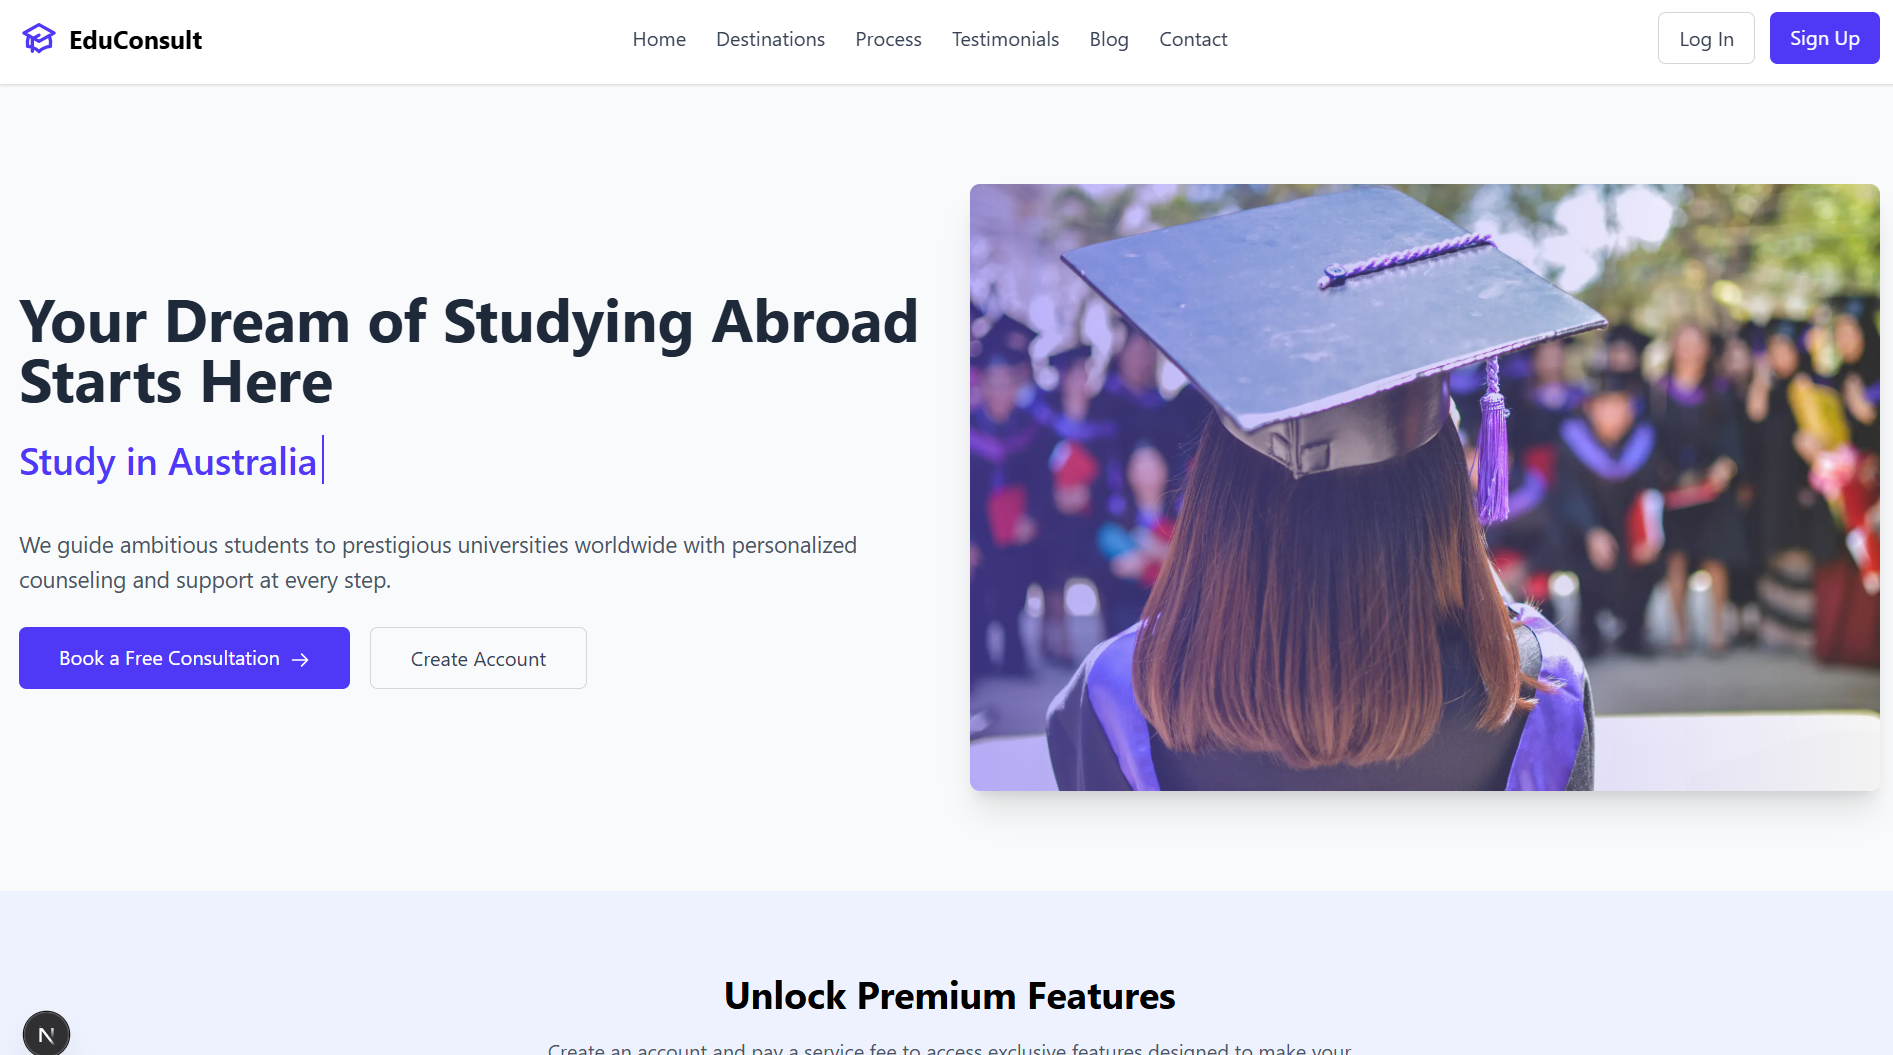 EduConsult
Home
Destinations
Process
Testimonials
Blog
Contact
Log In
Sign Up
Your Dream of Studying Abroad
Starts Here
Study in Australia
We guide ambitious students to prestigious universities worldwide with personalized
counseling and support at every step.
Book a Free Consultation →
Create Account
Unlock Premium Features
Create an account and pay a service fee to access exclusive features designed to make your
N